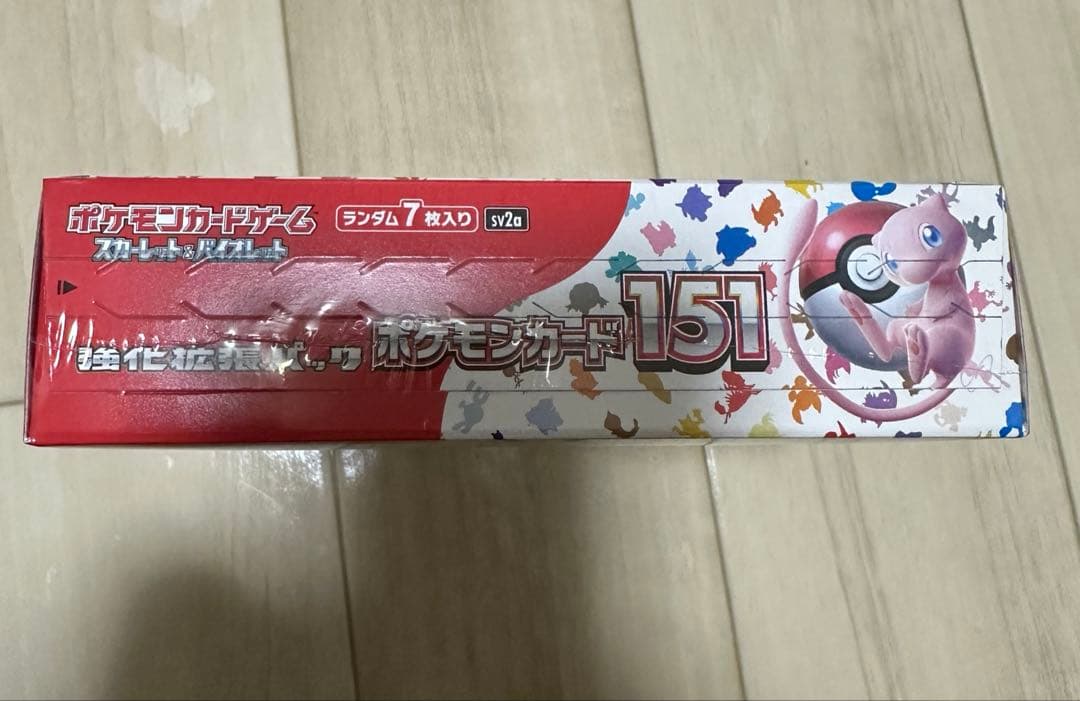 ポケモンカードゲーム
スカーレット&バイオレット
ランダム7枚入り
sv2a
強化拡張パック
ポケモンカード151